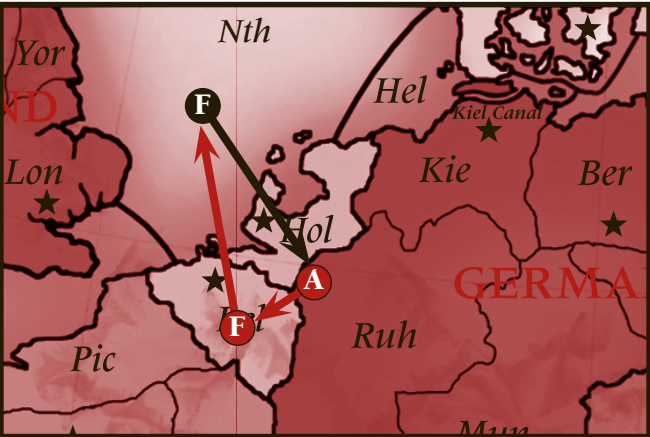 Nth
Yor
ND
Hel
Kiel Canal
F
Lon
Kie
Ber
Hol
A
GERMA
F
Pic
Ruh
Mun